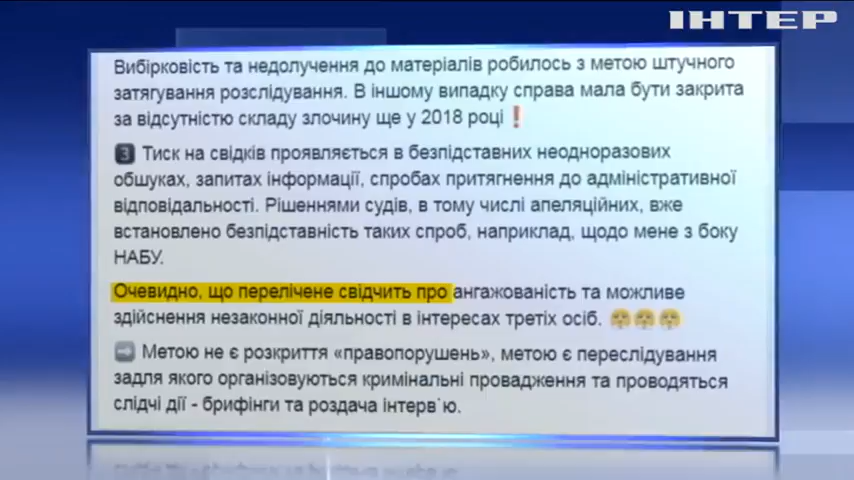 ІНТЕР
Вибірковість та недолучення до матеріалів робилось з метою штучного
затягування розслідування. В іншому випадку справа мала бути закрита
за відсутністю складу злочину ще у 2018 році❗
3 Тиск на свідків проявляється в безпідставних неодноразових
обшуках, запитах інформації, спробах притягнення до адміністративної
відповідальності. Рішеннями судів, в тому числі апеляційних, вже
встановлено безпідставність таких спроб, наприклад, щодо мене з боку
НАБУ.
Очевидно, що перелічене свідчить про ангажованість та можливе
здійснення незаконної діяльності в інтересах третіх осіб. 😤😤😤
➡ Метою не є розкриття «правопорушень», метою є переслідування
задля якого організовуються кримінальні провадження та проводяться
слідчі дії - брифінги та роздача інтерв`ю.